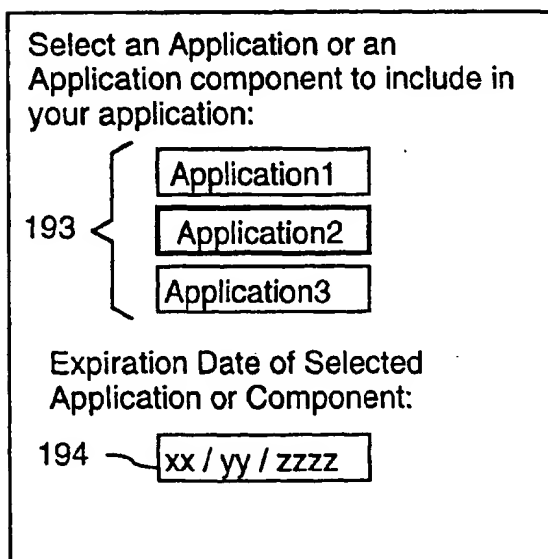 Select an Application or an
Application component to include in
your application:
Application1
193
Application2
Application3
Expiration Date of Selected
Application or Component:
194
xx / yy / zzzz